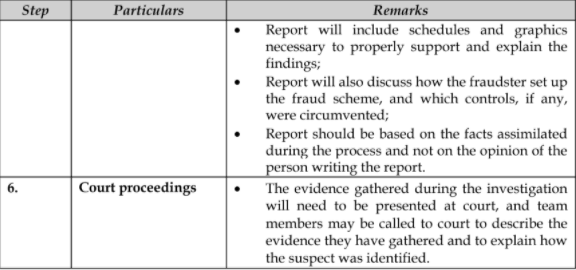 Step Particulars Remarks
• Report will include schedules and graphics
necessary to properly support and explain the
findings;
• Report will also discuss how the fraudster set up
the fraud scheme, and which controls, if any,
were circumvented;
• Report should be based on the facts assimilated
during the process and not on the opinion of the
person writing the report.
6. Court proceedings • The evidence gathered during the investigation
will need to be presented at court, and team
members may be called to court to describe the
evidence they have gathered and to explain how
the suspect was identified.